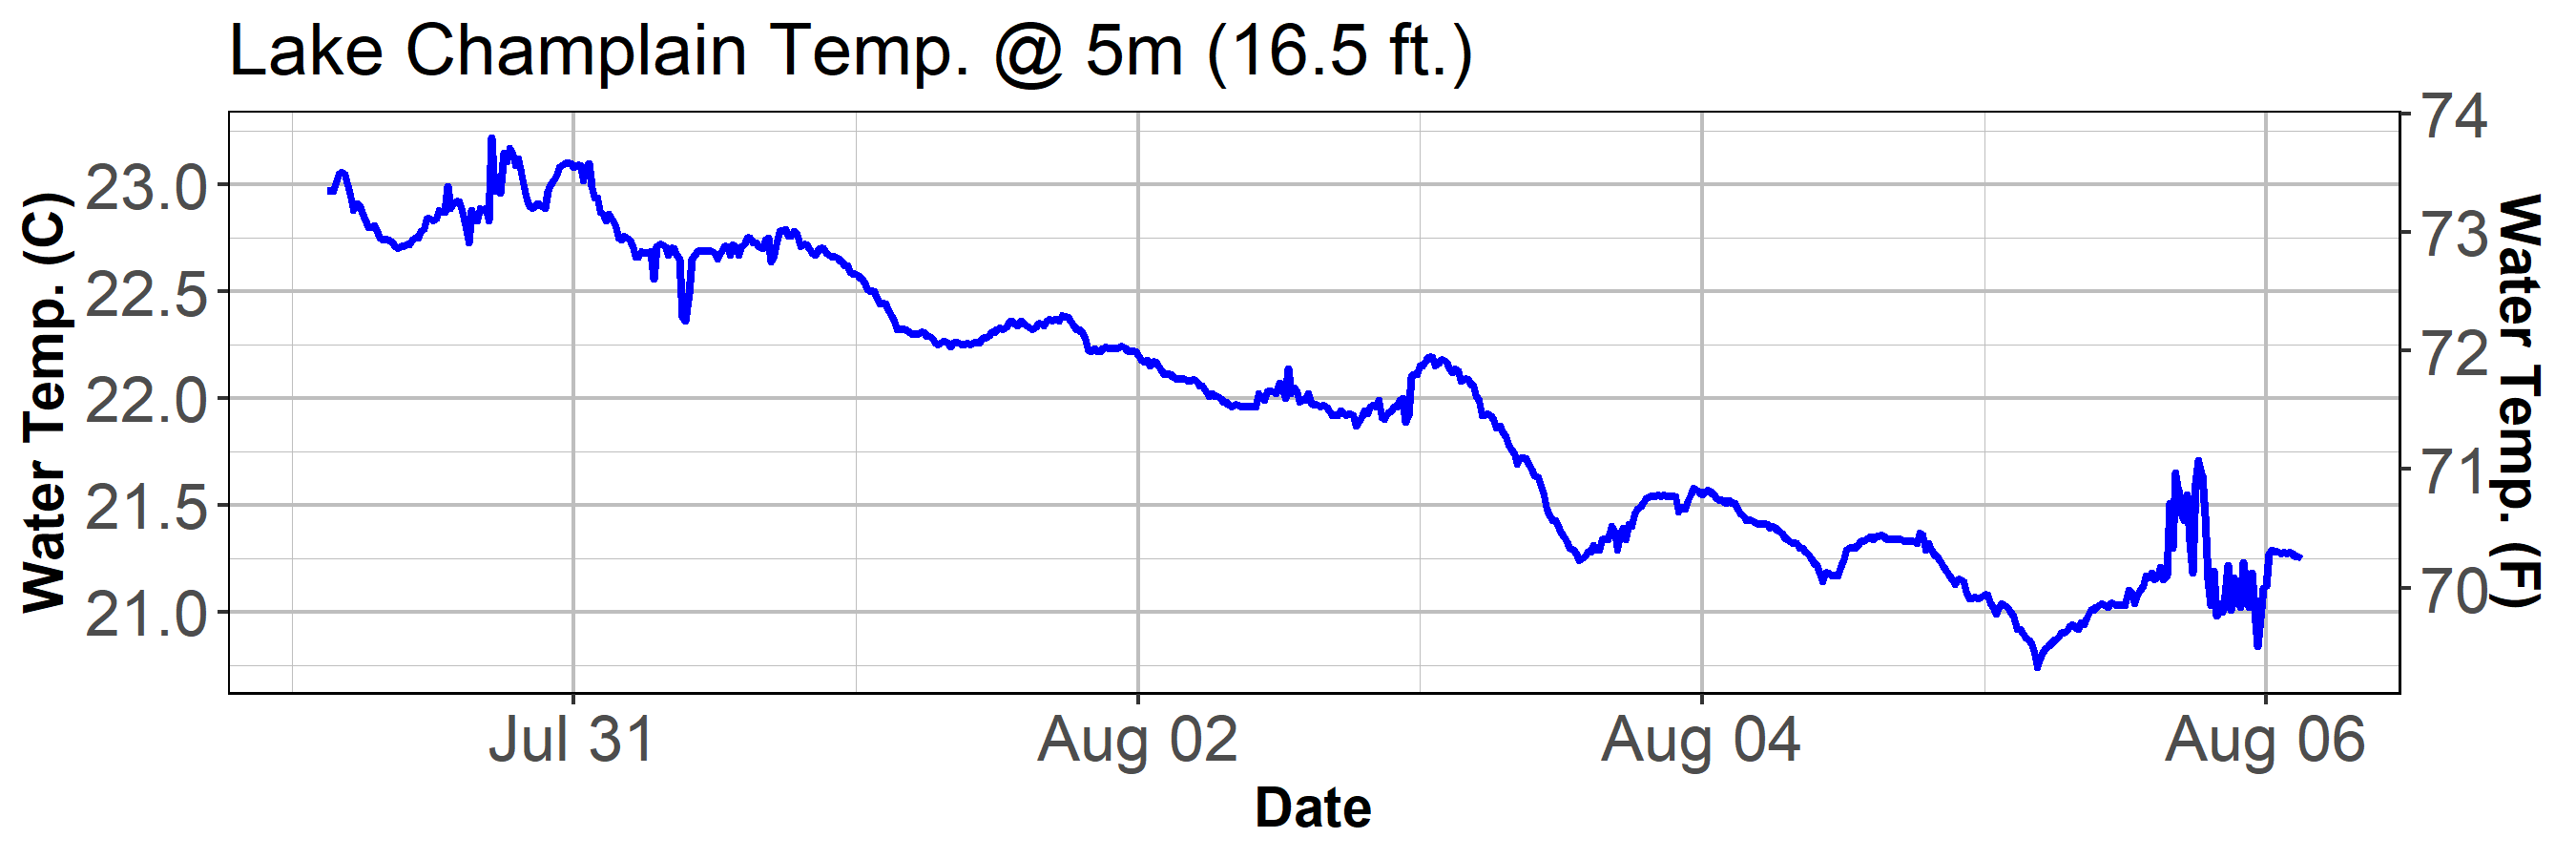 Lake Champlain Temp. @ 5m (16.5 ft.)
Water Temp. (C)
23.0
22.5
22.0
21.5
21.0
74
73
72
71
70
Water Temp. (F)
Jul 31 Aug 02 Aug 04 Aug 06
Date